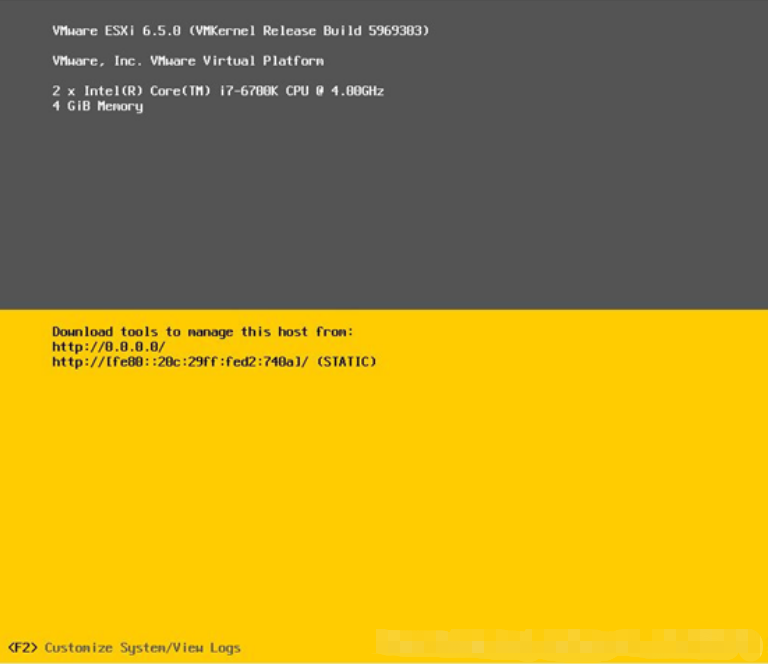 VMware ESXi 6.5.0 (VMKernel Release Build 5969303)
VMware, Inc. VMware Virtual Platform
2 x Intel(R) Core(TM) i7-6700K CPU @ 4.00GHz
4 GiB Memory
Download tools to manage this host from:
http://0.0.0.0/
http://[fe80::20c:29ff:fed2:740a]/ (STATIC)
<F2> Customize System/View Logs